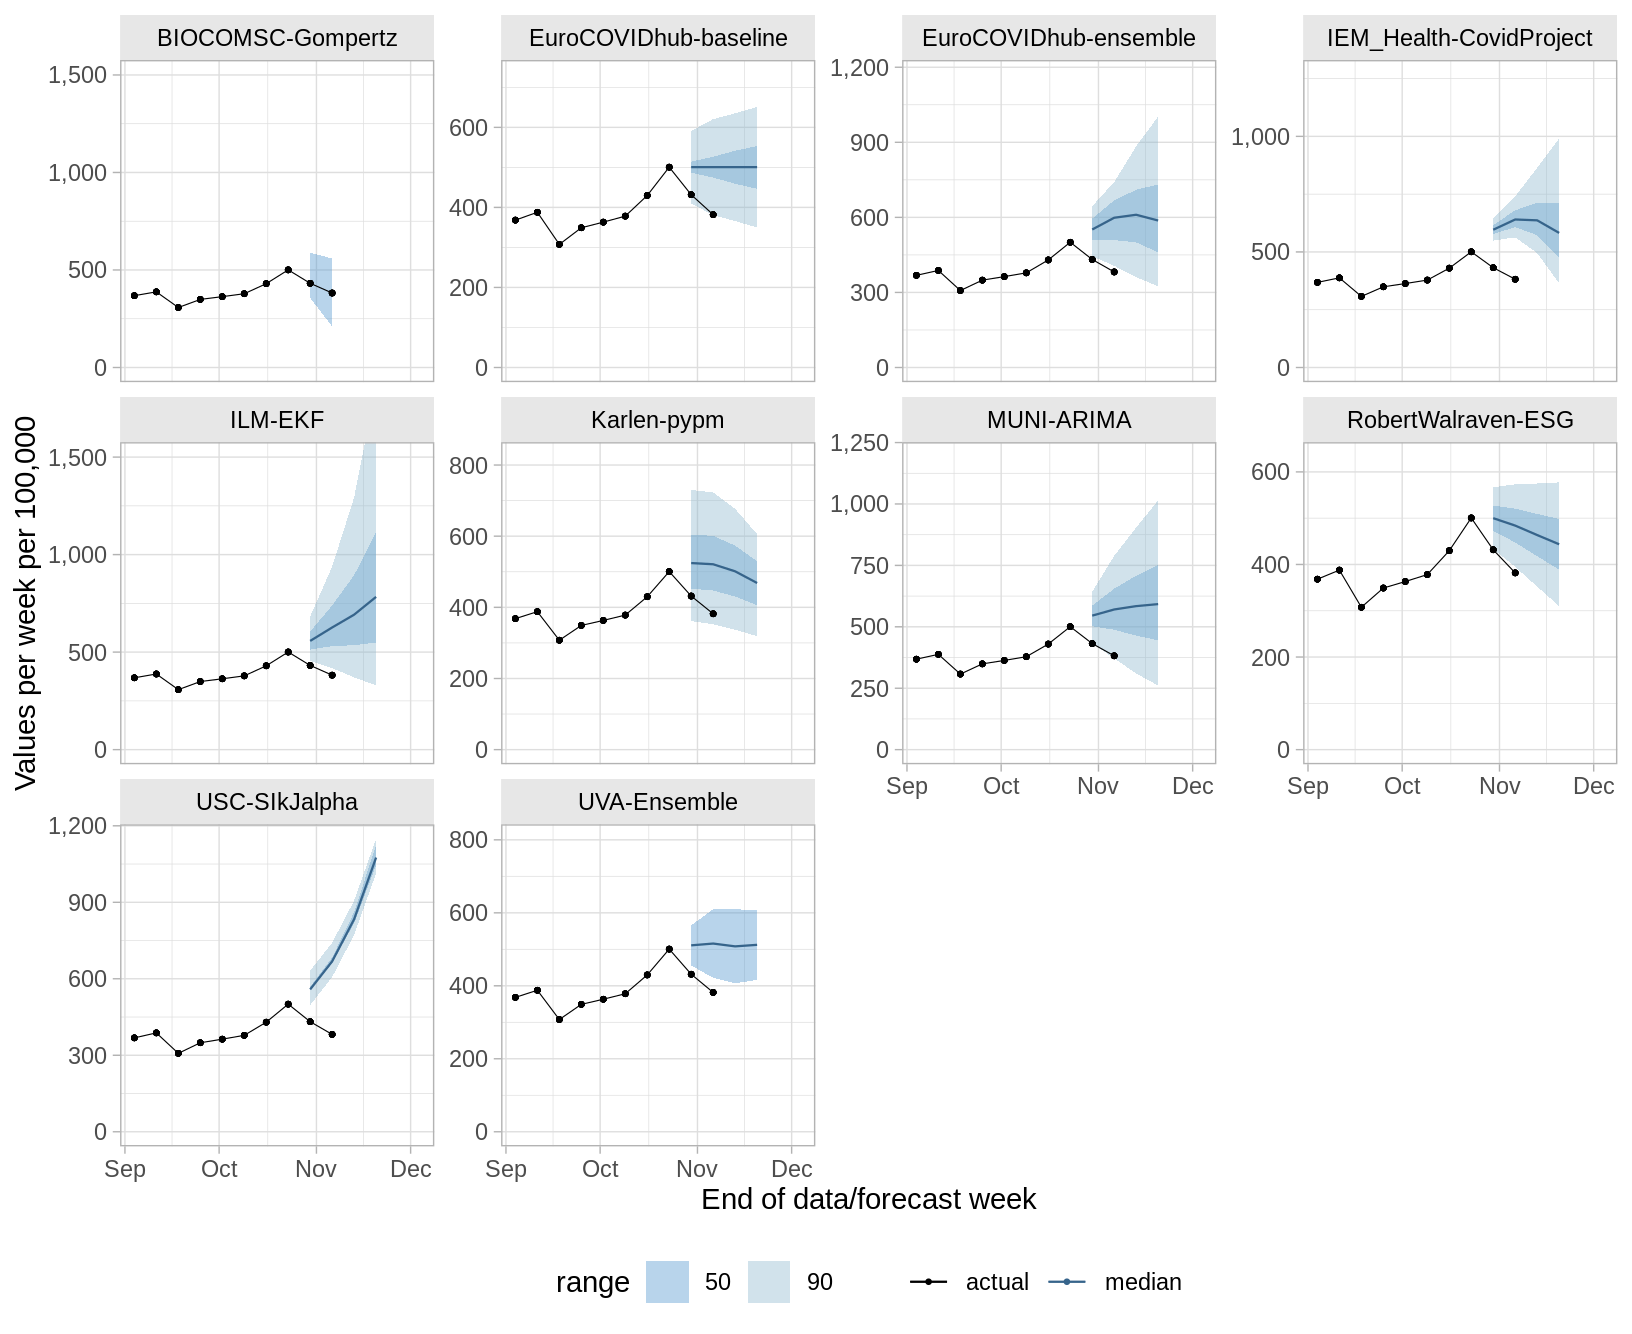 BIOCOMSC-Gompertz
EuroCOVIDhub-baseline
EuroCOVIDhub-ensemble
IEM_Health-CovidProject
1,500
1,000
500
0
600
400
200
0
1,200
900
600
300
0
1,000
500
0
ILM-EKF
Karlen-pypm
MUNI-ARIMA
RobertWalraven-ESG
1,500
1,000
500
0
800
600
400
200
0
1,250
1,000
750
500
250
0
600
400
200
0
Sep Oct Nov Dec
Sep Oct Nov Dec
USC-SIkJalpha
UVA-Ensemble
1,200
900
600
300
0
800
600
400
200
0
Sep Oct Nov Dec
Sep Oct Nov Dec
Values per week per 100,000
End of data/forecast week
range 50 90 actual median